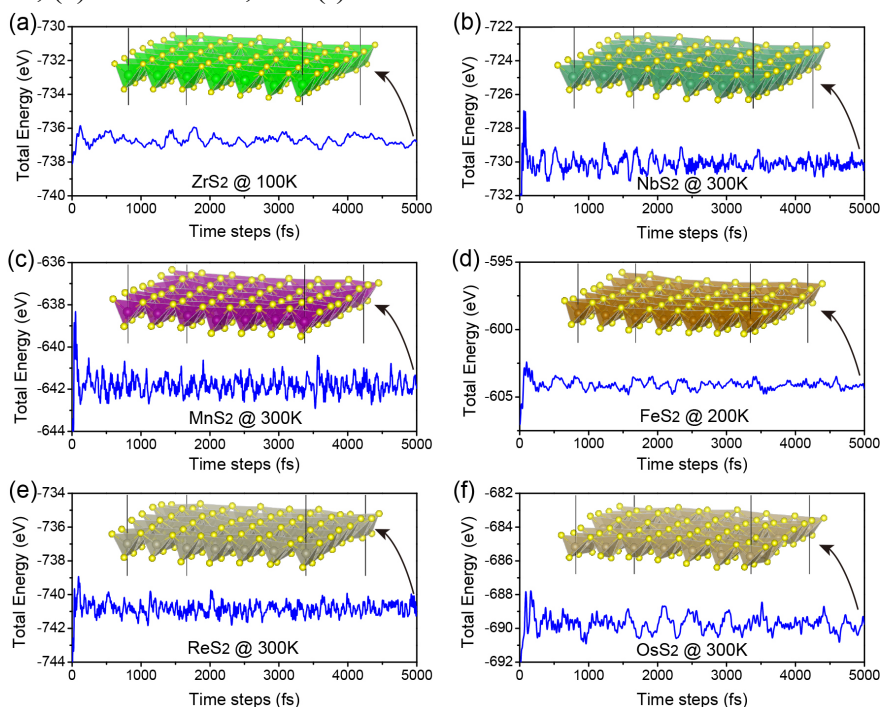 (a)
-730
-732
-734
-736
-738
-740
Total Energy (eV)
ZrS2 @ 100K
0 1000 2000 3000 4000 5000
Time steps (fs)
(b)
-722
-724
-726
-728
-730
-732
Total Energy (eV)
NbS2 @ 300K
0 1000 2000 3000 4000 5000
Time steps (fs)
(c)
-636
-638
-640
-642
-644
Total Energy (eV)
MnS2 @ 300K
0 1000 2000 3000 4000 5000
Time steps (fs)
(d)
-595
-600
-605
Total Energy (eV)
FeS2 @ 200K
0 1000 2000 3000 4000 5000
Time steps (fs)
(e)
-734
-736
-738
-740
-742
-744
Total Energy (eV)
ReS2 @ 300K
0 1000 2000 3000 4000 5000
Time steps (fs)
(f)
-682
-684
-686
-688
-690
-692
Total Energy (eV)
OsS2 @ 300K
0 1000 2000 3000 4000 5000
Time steps (fs)